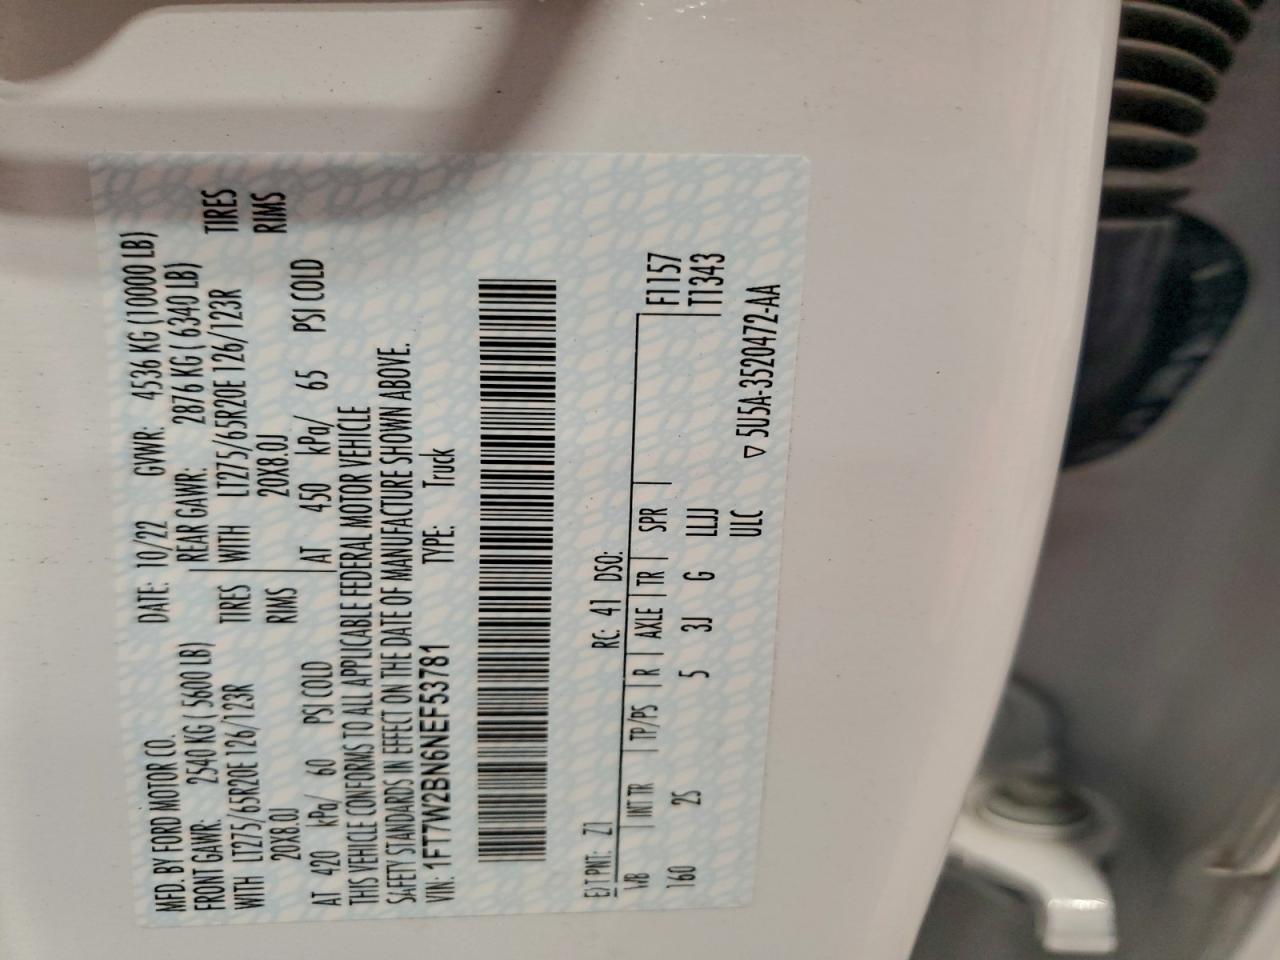 MFD. BY FORD MOTOR CO.
DATE: 10/22 GVWR: 4536 KG (10000 LB)
FRONT GAWR: 2540 KG (5600 LB) REAR GAWR: 2876 KG (6340 LB)
WITH LT275/65R20E 126/123R TIRES WITH LT275/65R20E 126/123R TIRES
20X8.0J RIMS 20X8.0J RIMS
AT 420 kPa/ 60 PSI COLD AT 450 kPa/ 65 PSI COLD
THIS VEHICLE CONFORMS TO ALL APPLICABLE FEDERAL MOTOR VEHICLE
SAFETY STANDARDS IN EFFECT ON THE DATE OF MANUFACTURE SHOWN ABOVE.
VIN: 1FT7W2BN6NEF53781 TYPE: Truck
EXT PNT: Z1 RC: 41 DSO:
WB INT TR TP/PS R AXLE TR SPR F1157
160 2S 5 3J G LLJJ T1343
ULC ▽ 5U5A-3520472-AA